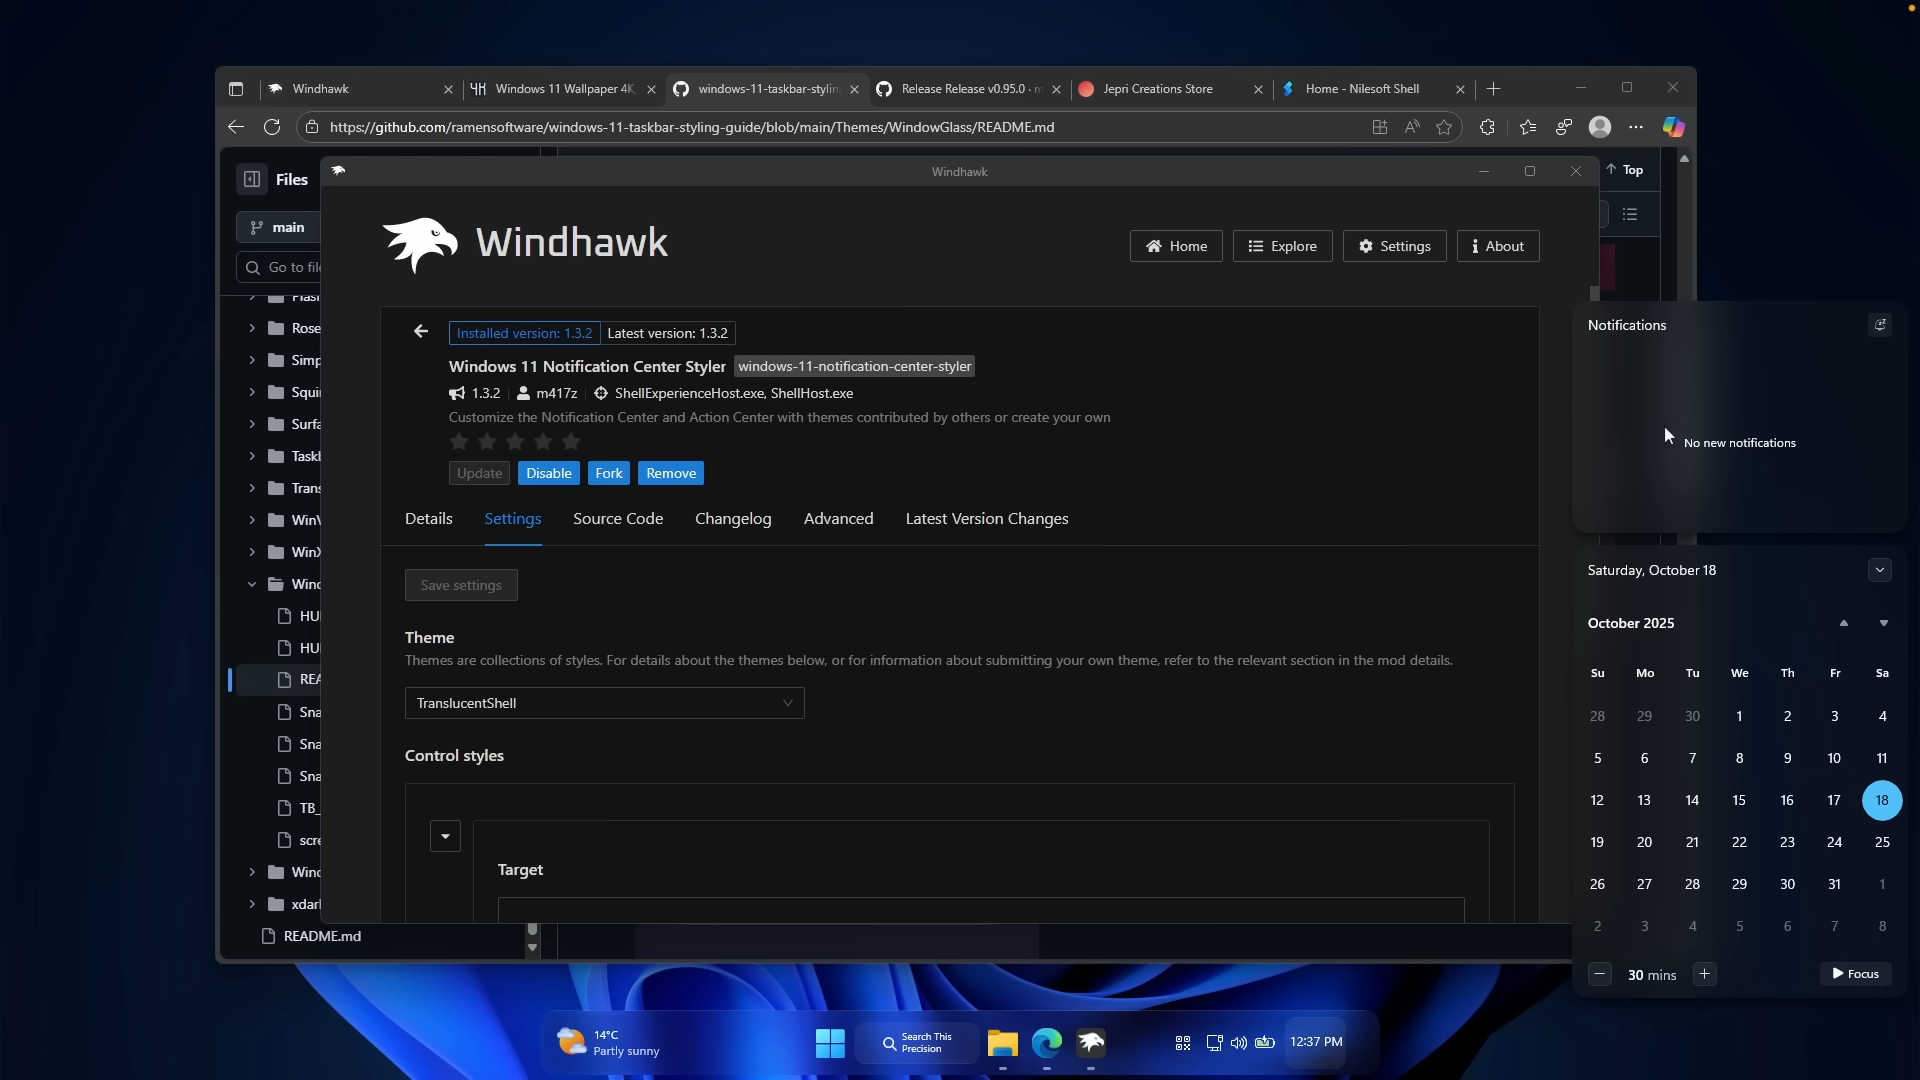 Windhawk
Windows 11 Wallpaper 4K,
windows-11-taskbar-stylin
Release Release v0.95.0 · m
Jepri Creations Store
Home - Nilesoft Shell
https://github.com/ramensoftware/windows-11-taskbar-styling-guide/blob/main/Themes/WindowGlass/README.md
Files
main
Go to file
Rose
Simp
Squi
Surfa
Task
Trans
WinV
WinX
Wind
HU
HU
REA
Sna
Sna
Sna
TB_
scre
Wind
xdar
README.md
Top
Windhawk
Windhawk
Home
Explore
Settings
About
Installed version: 1.3.2
Latest version: 1.3.2
Windows 11 Notification Center Styler
windows-11-notification-center-styler
1.3.2
m417z
ShellExperienceHost.exe, ShellHost.exe
Customize the Notification Center and Action Center with themes contributed by others or create your own
Update
Disable
Fork
Remove
Details
Settings
Source Code
Changelog
Advanced
Latest Version Changes
Save settings
Theme
Themes are collections of styles. For details about the themes below, or for information about submitting your own theme, refer to the relevant section in the mod details.
TranslucentShell
Control styles
Target
Notifications
No new notifications
Saturday, October 18
October 2025
Su Mo Tu We Th Fr Sa
28 29 30 1 2 3 4
5 6 7 8 9 10 11
12 13 14 15 16 17 18
19 20 21 22 23 24 25
26 27 28 29 30 31 1
2 3 4 5 6 7 8
30 mins
Focus
14°C
Partly sunny
Search This
Precision
12:37 PM